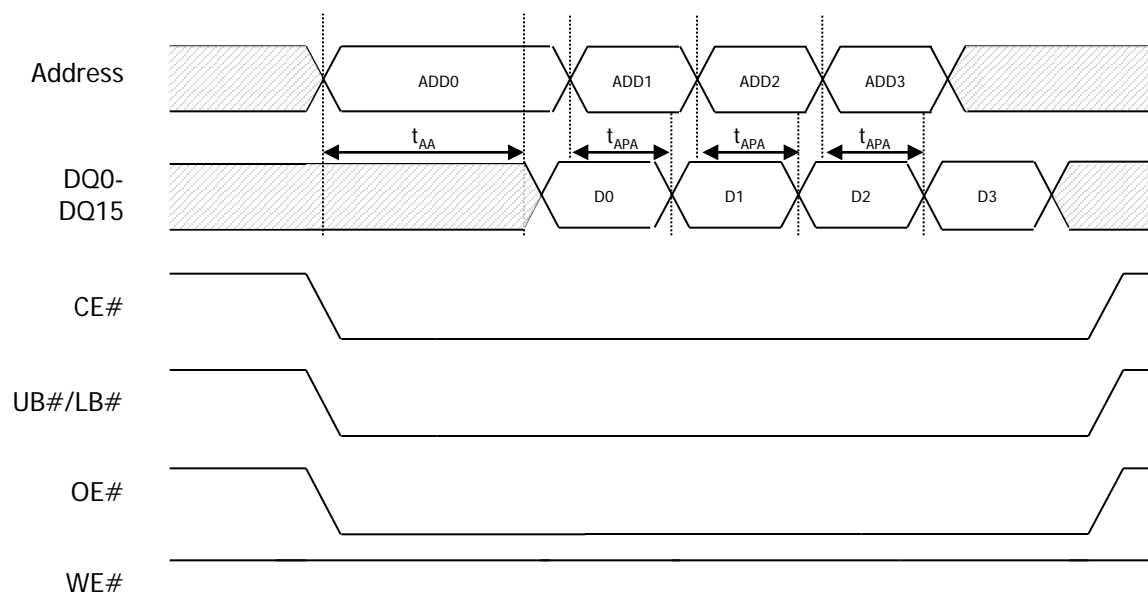 Address
ADD0
ADD1
ADD2
ADD3
tAA
tAPA
tAPA
tAPA
DQ0-
DQ15
D0
D1
D2
D3
CE#
UB#/LB#
OE#
WE#